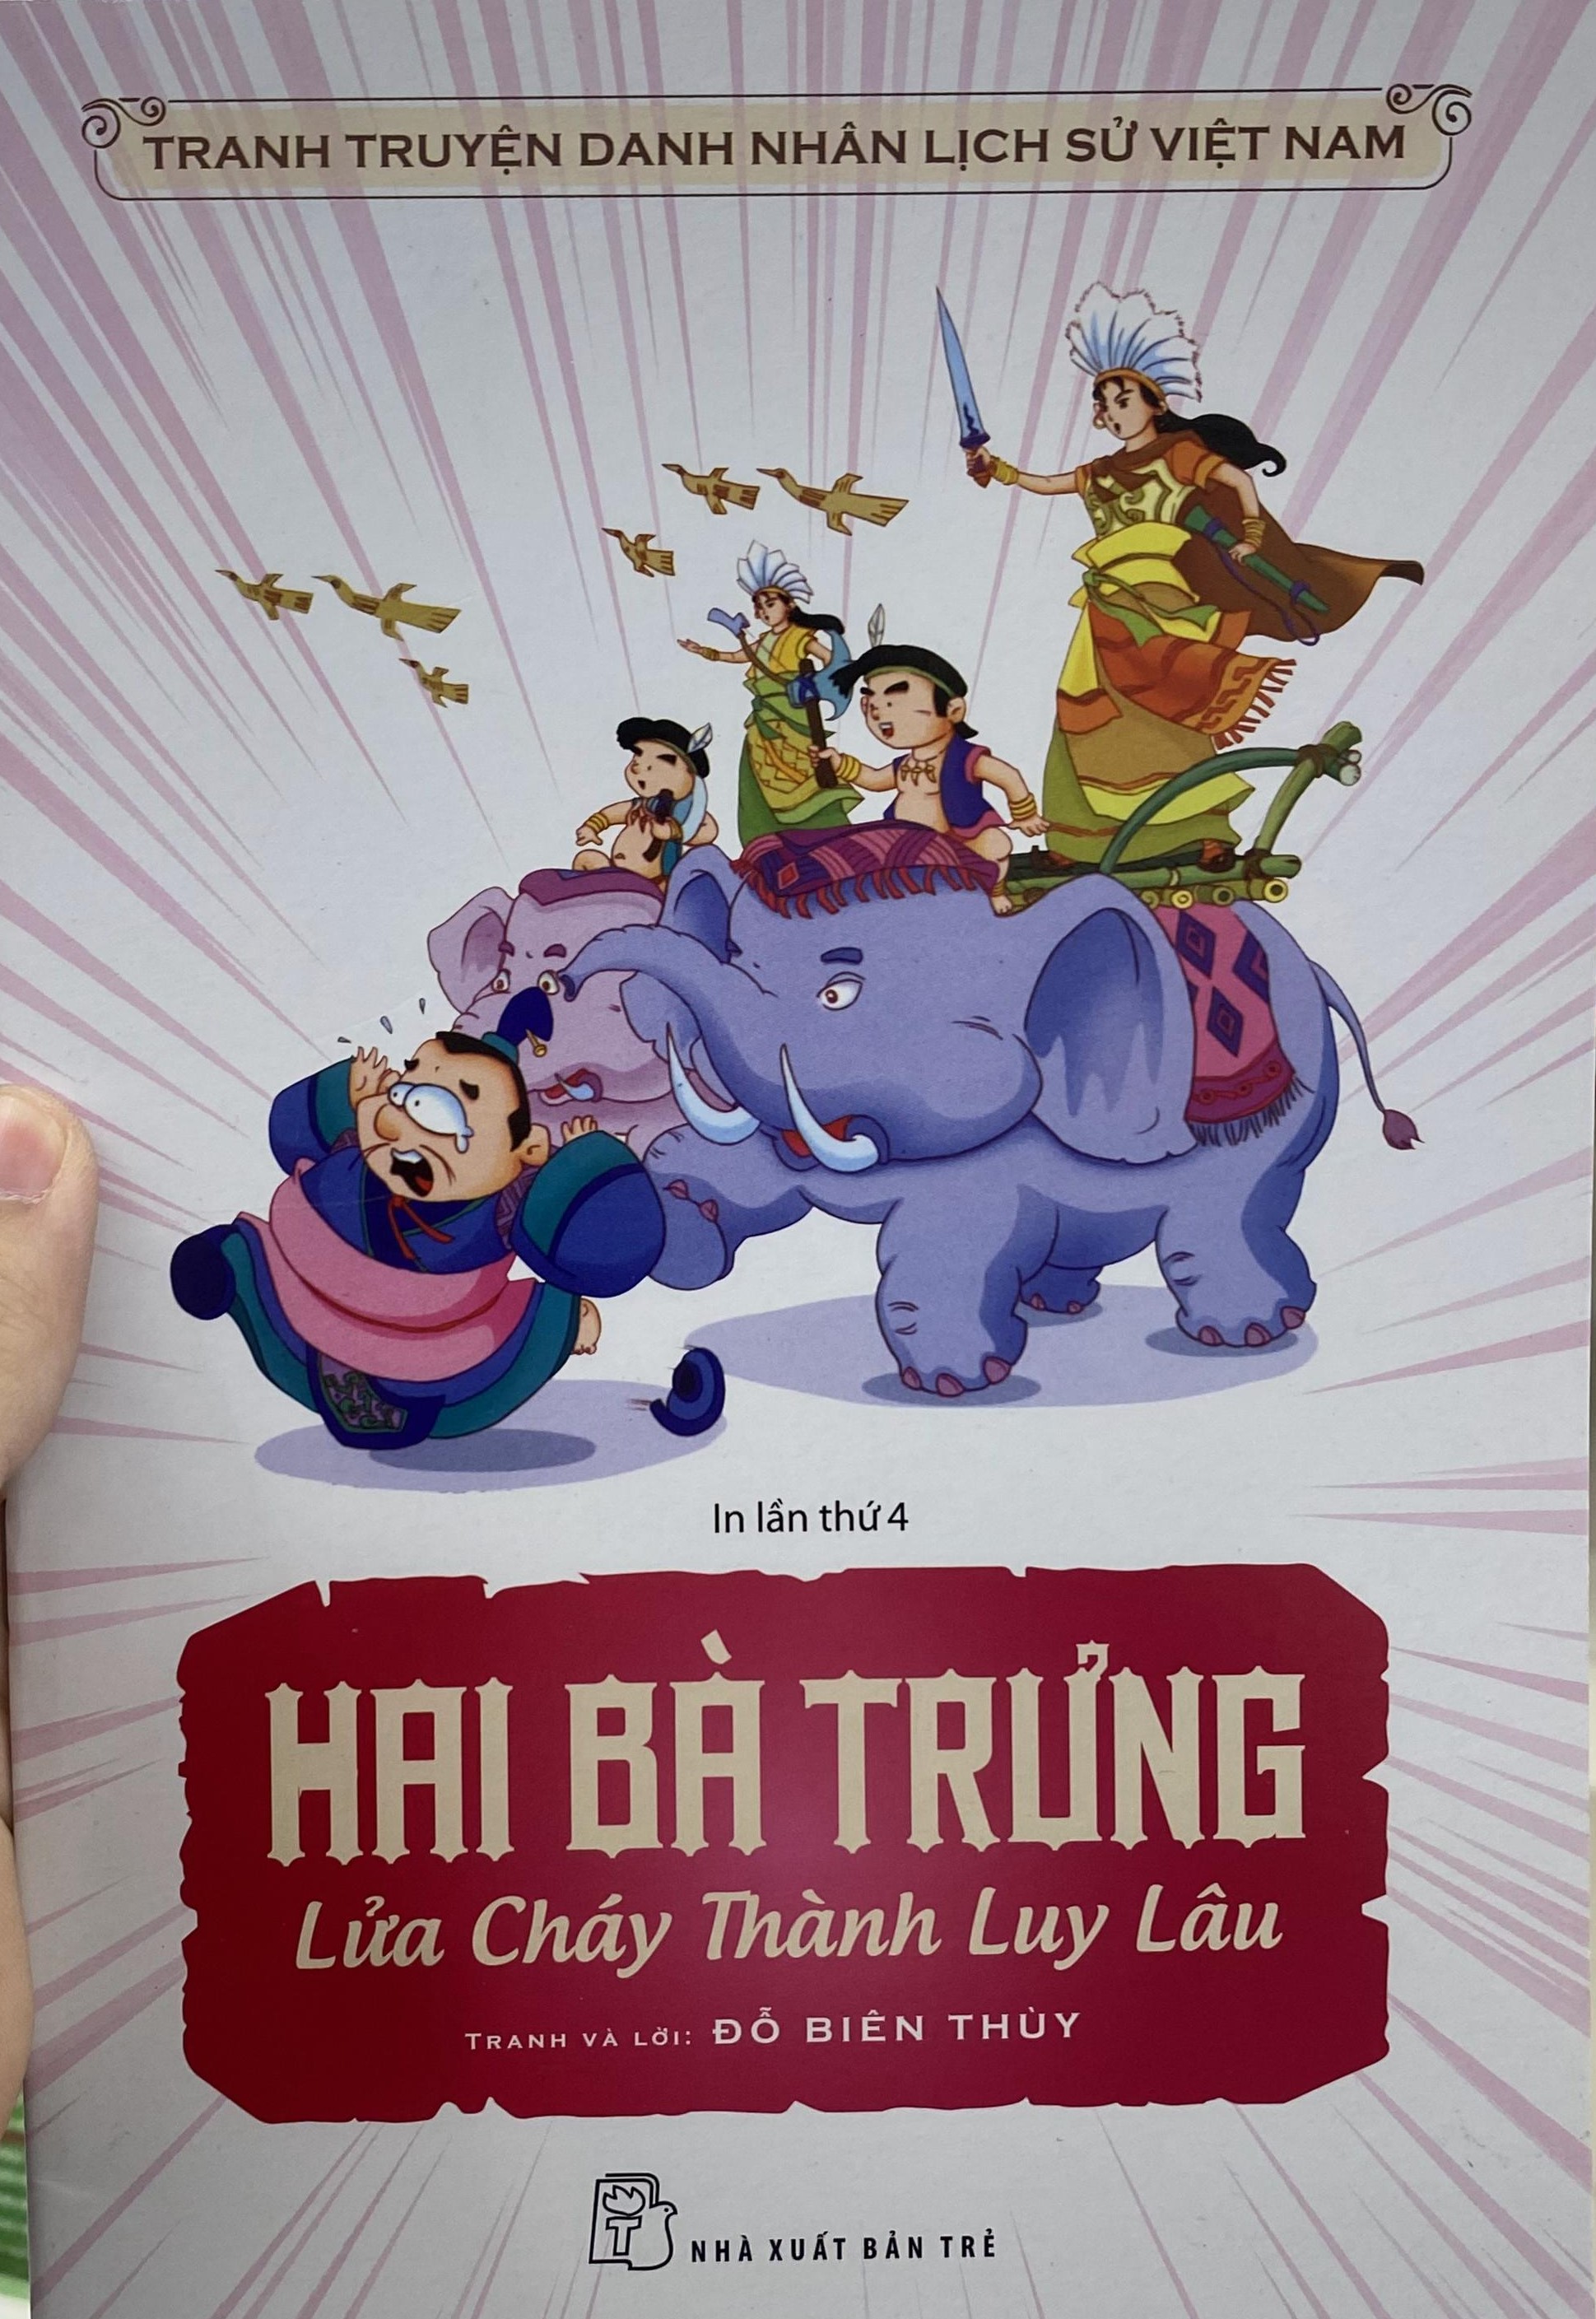 TRANH TRUYỆN DANH NHÂN LỊCH SỬ VIỆT NAM
In lần thứ 4
HAI BÀ TRƯNG
Lửa Cháy Thành Luy Lâu
TRANH VÀ LỜI: ĐỖ BIÊN THÙY
NHÀ XUẤT BẢN TRẺ